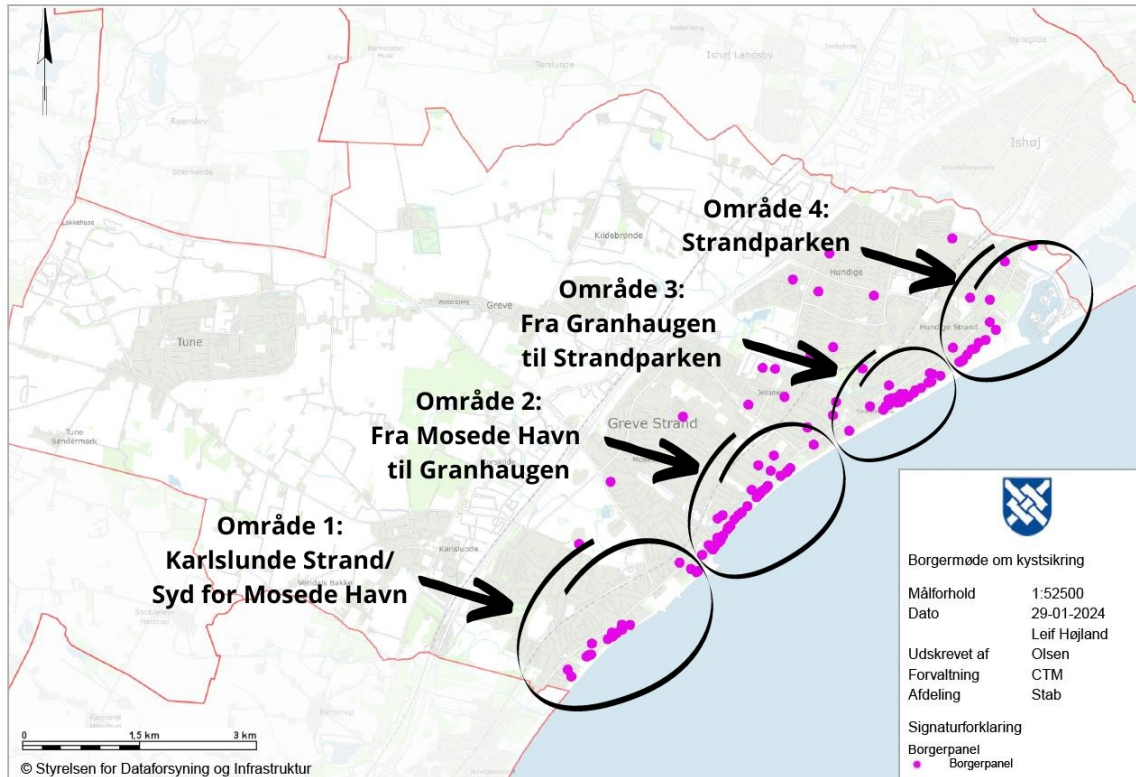 Ishøj Landsby
Torslunde
Ishøj
Område 4:
Strandparken
Kildebrønde
Hundige
Område 3:
Fra Granhaugen
til Strandparken
Greve
Hundige Strand
Tune
Område 2:
Fra Mosede Havn
til Granhaugen
Greve Strand
Tune
Søndermark
Område 1:
Karlslunde Strand/
Syd for Mosede Havn
Karlslunde
Karlstrup
Borgermøde om kystsikring
Målforhold 1:52500
Dato 29-01-2024
Leif Højland
Udskrevet af Olsen
Forvaltning CTM
Afdeling Stab
Signaturforklaring
Borgerpanel
Borgerpanel
0 1,5 km 3 km
© Styrelsen for Dataforsyning og Infrastruktur